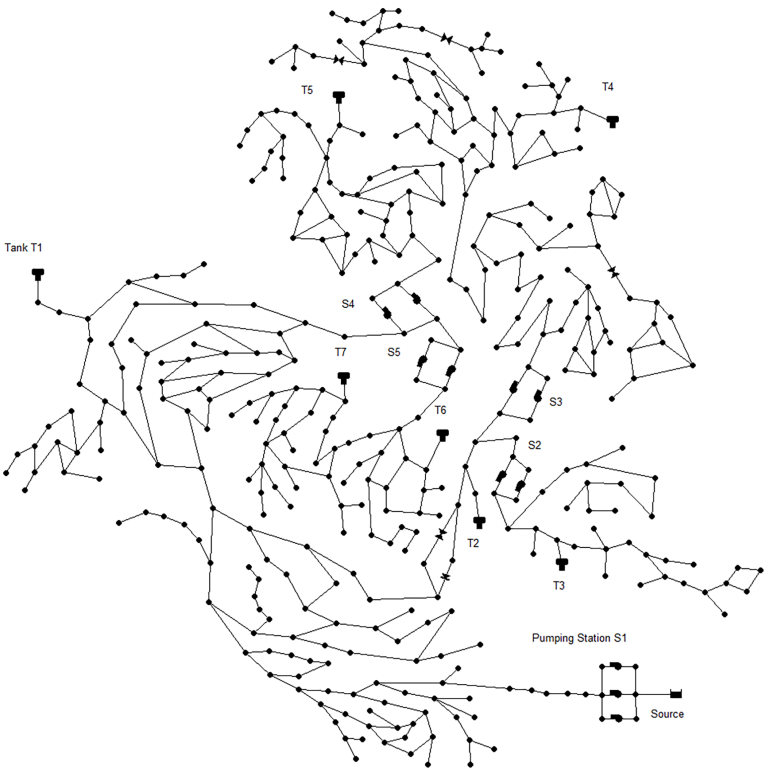 T5
T4
Tank T1
S4
T7
S5
S3
T6
S2
T2
T3
Pumping Station S1
Source